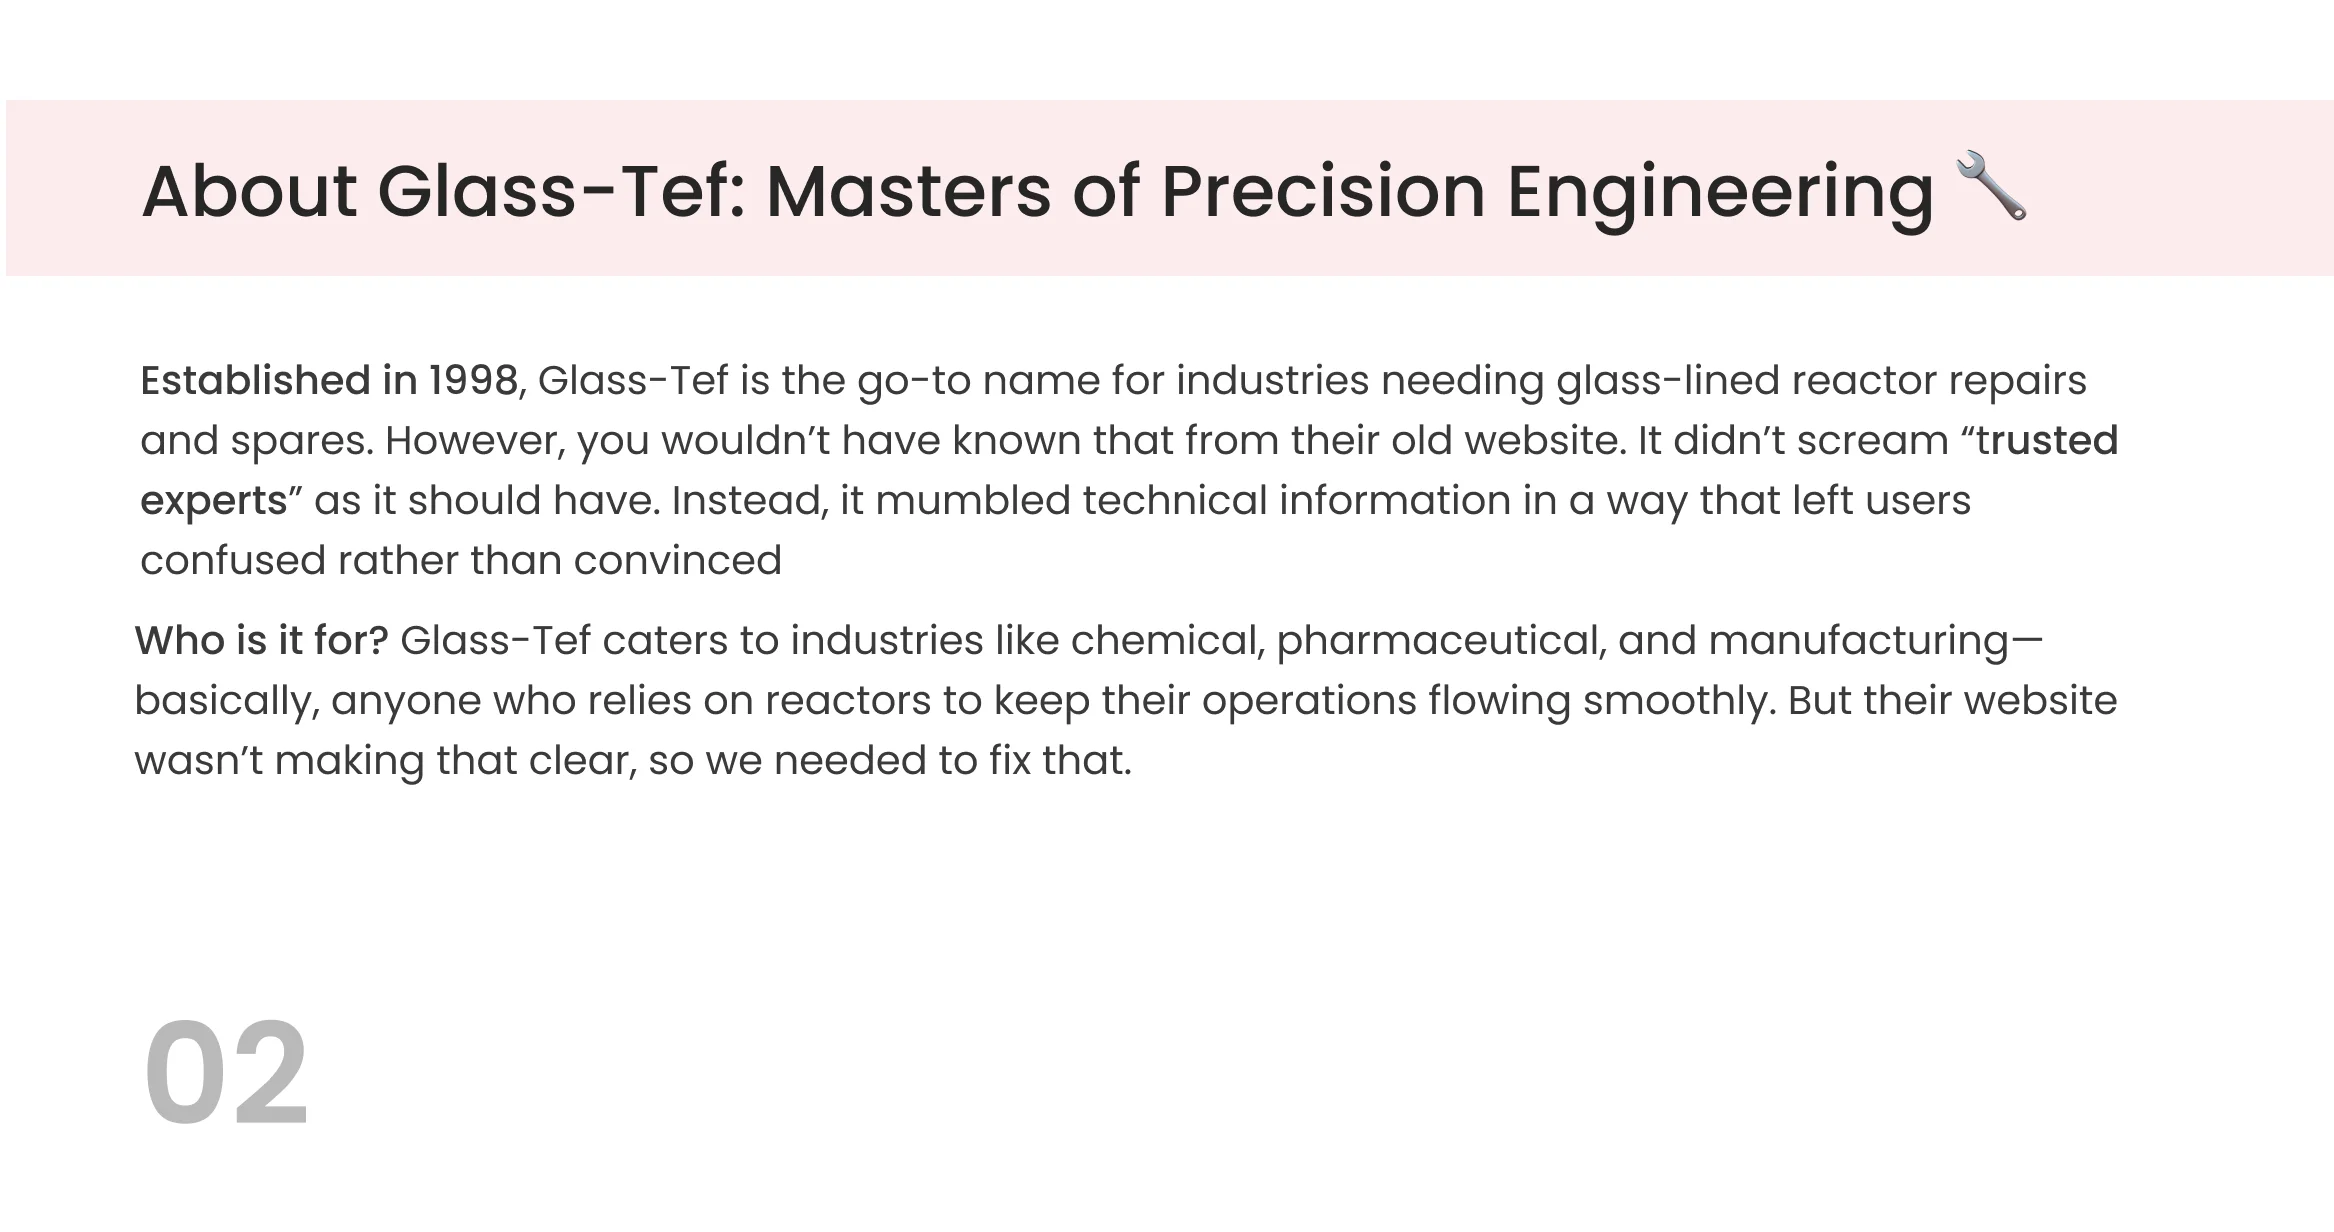 About Glass-Tef: Masters of Precision Engineering 🔧
Established in 1998, Glass-Tef is the go-to name for industries needing glass-lined reactor repairs
and spares. However, you wouldn’t have known that from their old website. It didn’t scream “trusted
experts” as it should have. Instead, it mumbled technical information in a way that left users
confused rather than convinced
Who is it for? Glass-Tef caters to industries like chemical, pharmaceutical, and manufacturing—
basically, anyone who relies on reactors to keep their operations flowing smoothly. But their website
wasn’t making that clear, so we needed to fix that.
02